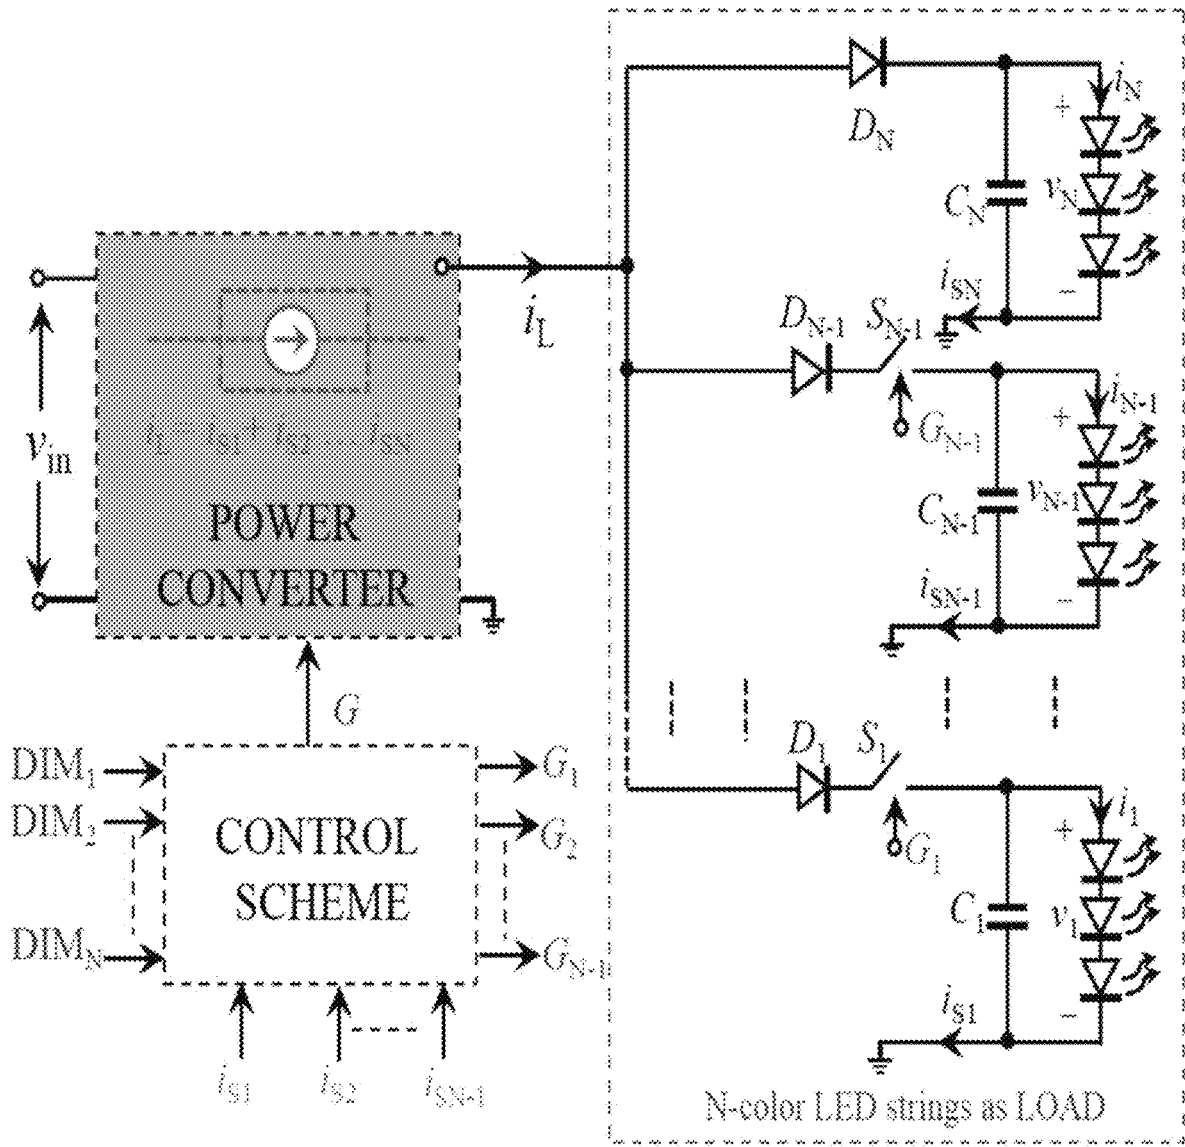 D_N
i_N
+
C_N
v_N
i_SN
−
i_L
D_N-1
S_N-1
i_N-1
+
G_N-1
v_in
C_N-1
v_N-1
POWER
CONVERTER
i_SN-1
−
G
D_1
S_1
DIM_1
G_1
i_1
+
DIM_2
G_2
G_1
CONTROL
SCHEME
C_1
v_1
DIM_N
G_N-1
i_S1
−
i_S1
i_S2
i_SN-1
N-color LED strings as LOAD